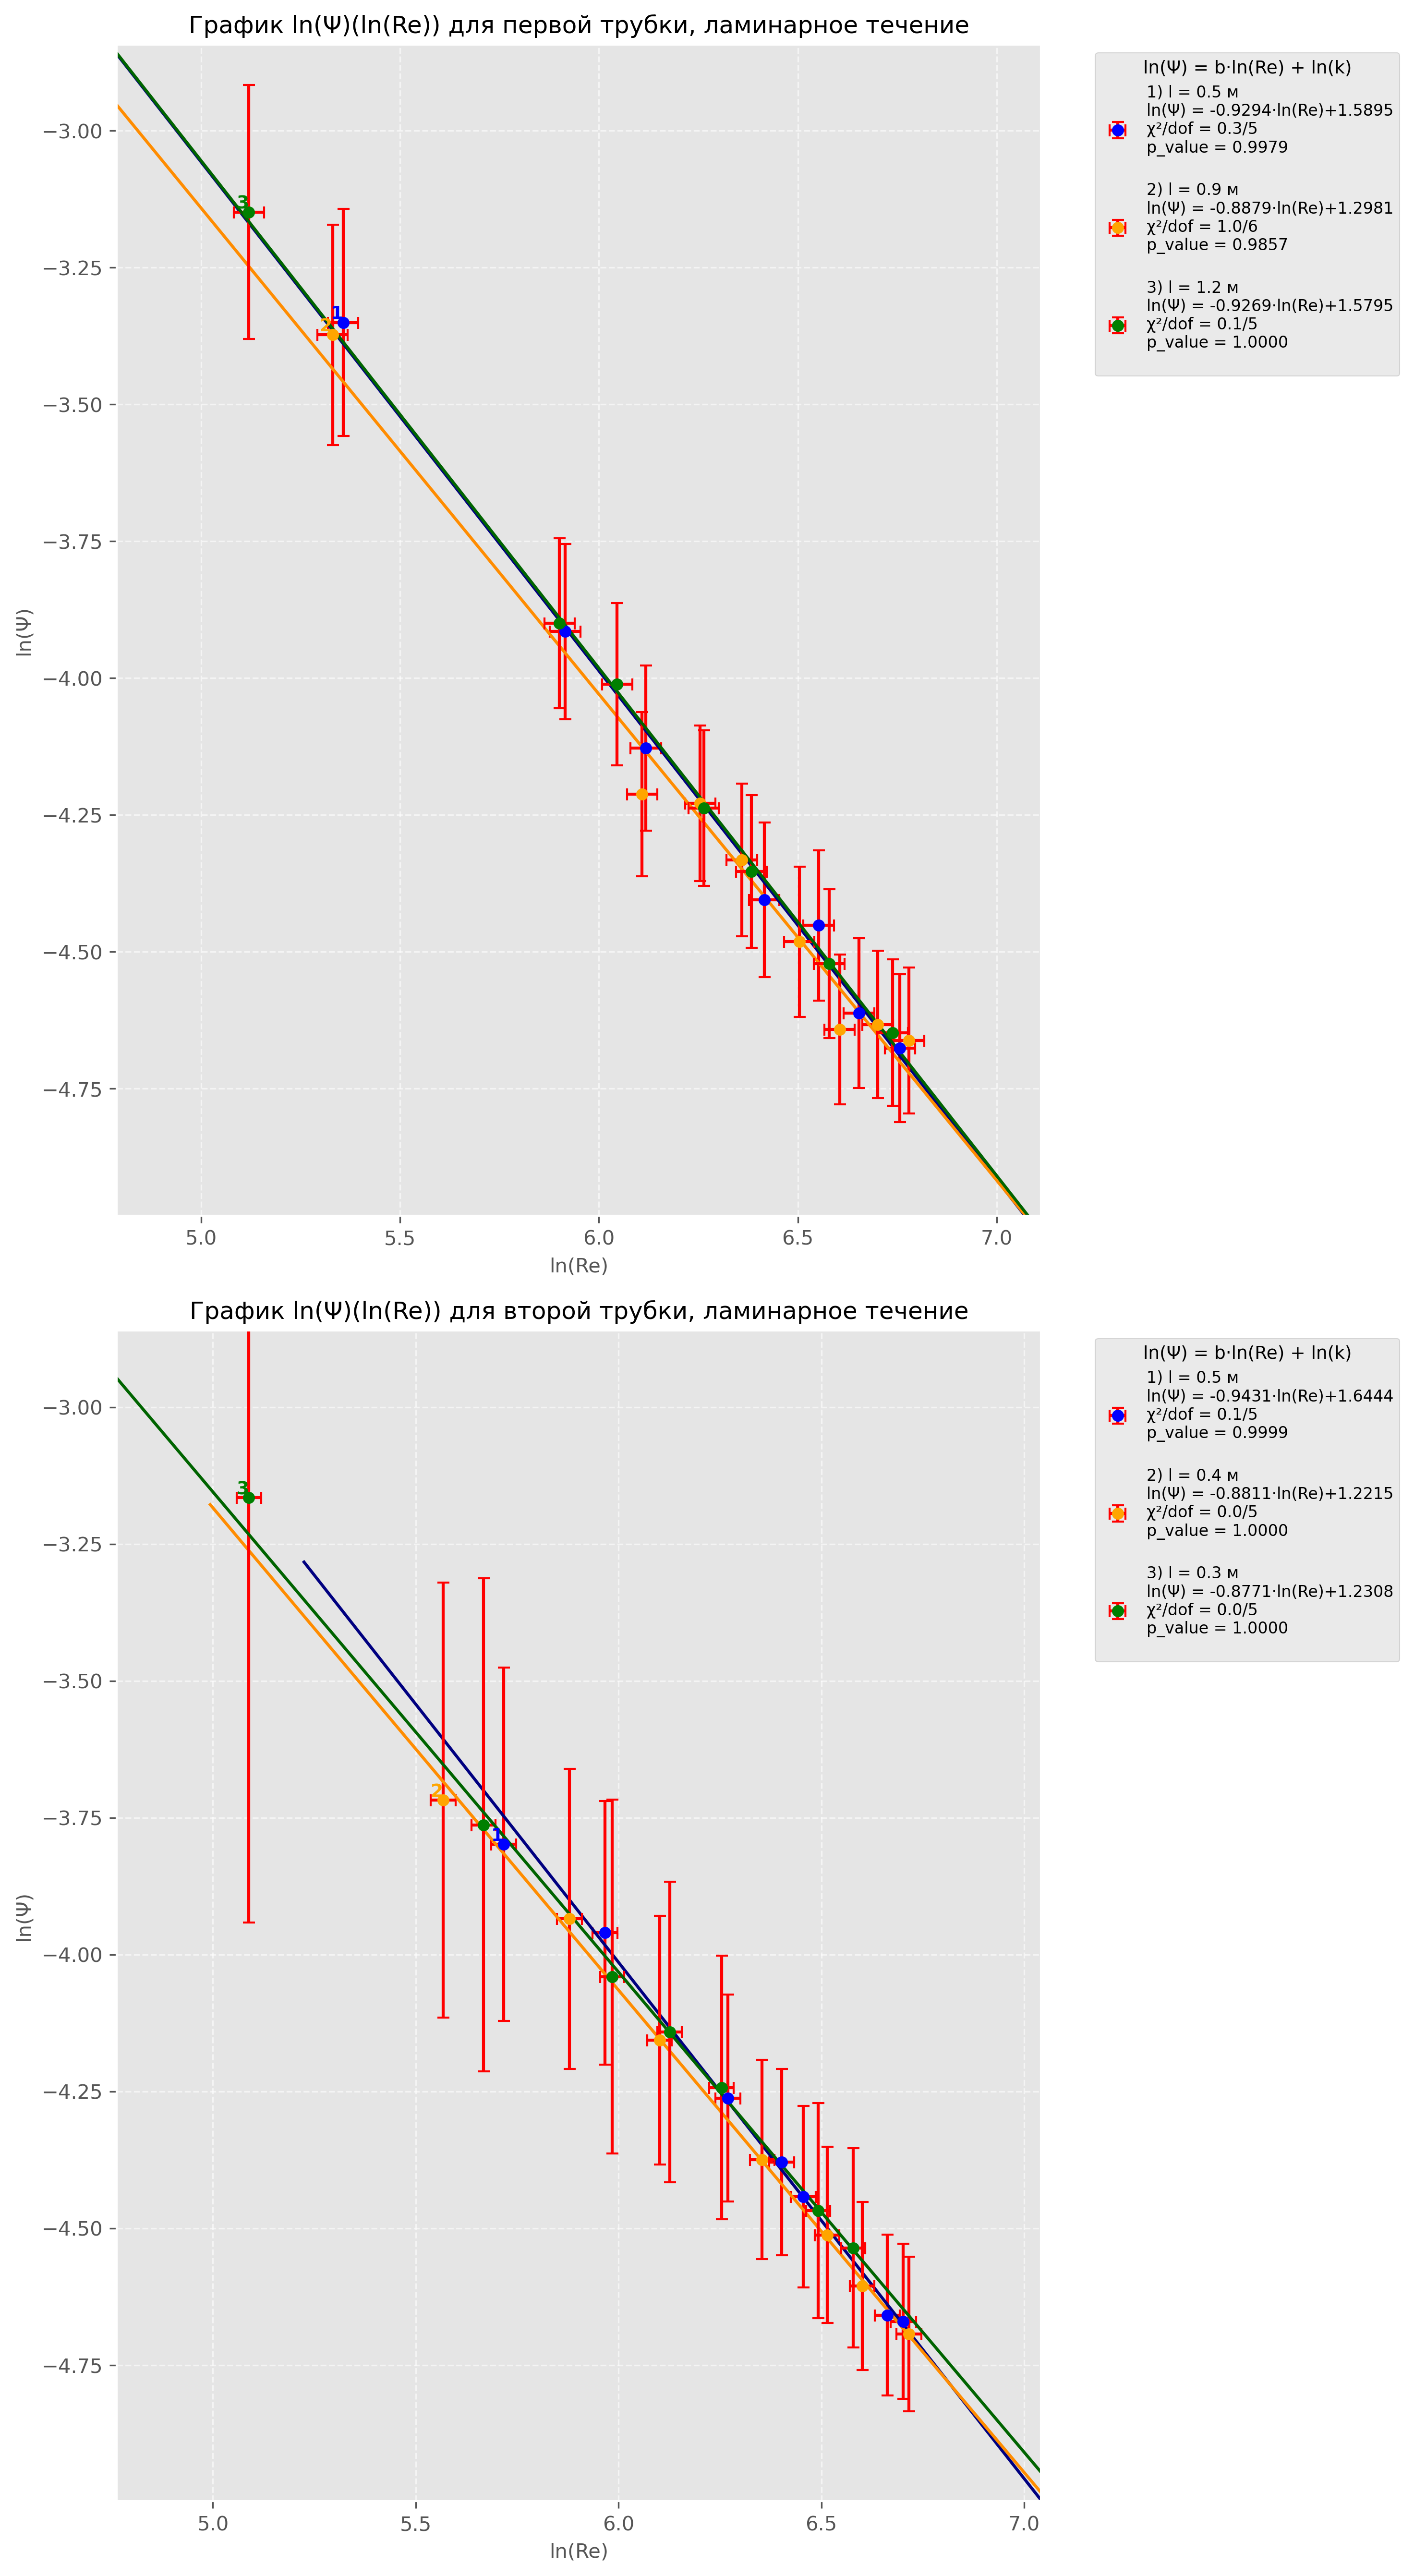 График ln(Ψ)(ln(Re)) для первой трубки, ламинарное течение
ln(Ψ) = b·ln(Re) + ln(k)
1) l = 0.5 м
ln(Ψ) = -0.9294·ln(Re)+1.5895
χ²/dof = 0.3/5
p_value = 0.9979
2) l = 0.9 м
ln(Ψ) = -0.8879·ln(Re)+1.2981
χ²/dof = 1.0/6
p_value = 0.9857
3) l = 1.2 м
ln(Ψ) = -0.9269·ln(Re)+1.5795
χ²/dof = 0.1/5
p_value = 1.0000
−3.00
−3.25
−3.50
−3.75
−4.00
−4.25
−4.50
−4.75
ln(Ψ)
3
1
2
5.0 5.5 6.0 6.5 7.0
ln(Re)
График ln(Ψ)(ln(Re)) для второй трубки, ламинарное течение
ln(Ψ) = b·ln(Re) + ln(k)
1) l = 0.5 м
ln(Ψ) = -0.9431·ln(Re)+1.6444
χ²/dof = 0.1/5
p_value = 0.9999
2) l = 0.4 м
ln(Ψ) = -0.8811·ln(Re)+1.2215
χ²/dof = 0.0/5
p_value = 1.0000
3) l = 0.3 м
ln(Ψ) = -0.8771·ln(Re)+1.2308
χ²/dof = 0.0/5
p_value = 1.0000
−3.00
−3.25
−3.50
−3.75
−4.00
−4.25
−4.50
−4.75
ln(Ψ)
3
2
1
5.0 5.5 6.0 6.5 7.0
ln(Re)